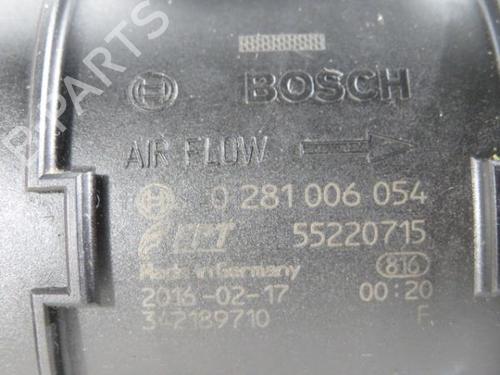 BOSCH
AIR FLOW
0 281 006 054
FPT 55220715
Made in Germany 816
2016-02-17 00:20
342189710 F
B-PARTS